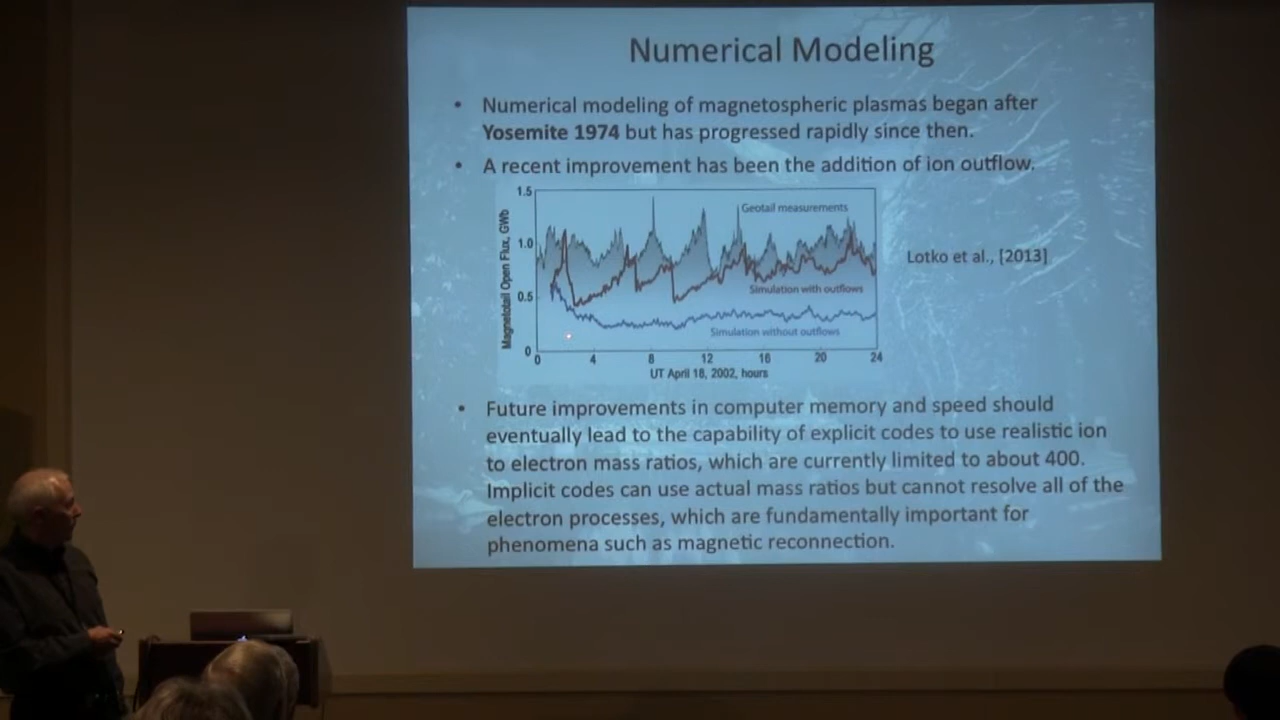 Numerical Modeling
• Numerical modeling of magnetospheric plasmas began after
Yosemite 1974 but has progressed rapidly since then.
• A recent improvement has been the addition of ion outflow.
Magnetotail Open Flux, GWb
1.5
1.0
0.5
0
Geotail measurements
Simulation with outflows
Simulation without outflows
0 4 8 12 16 20 24
UT April 18, 2002, hours
Lotko et al., [2013]
• Future improvements in computer memory and speed should
eventually lead to the capability of explicit codes to use realistic ion
to electron mass ratios, which are currently limited to about 400.
Implicit codes can use actual mass ratios but cannot resolve all of the
electron processes, which are fundamentally important for
phenomena such as magnetic reconnection.